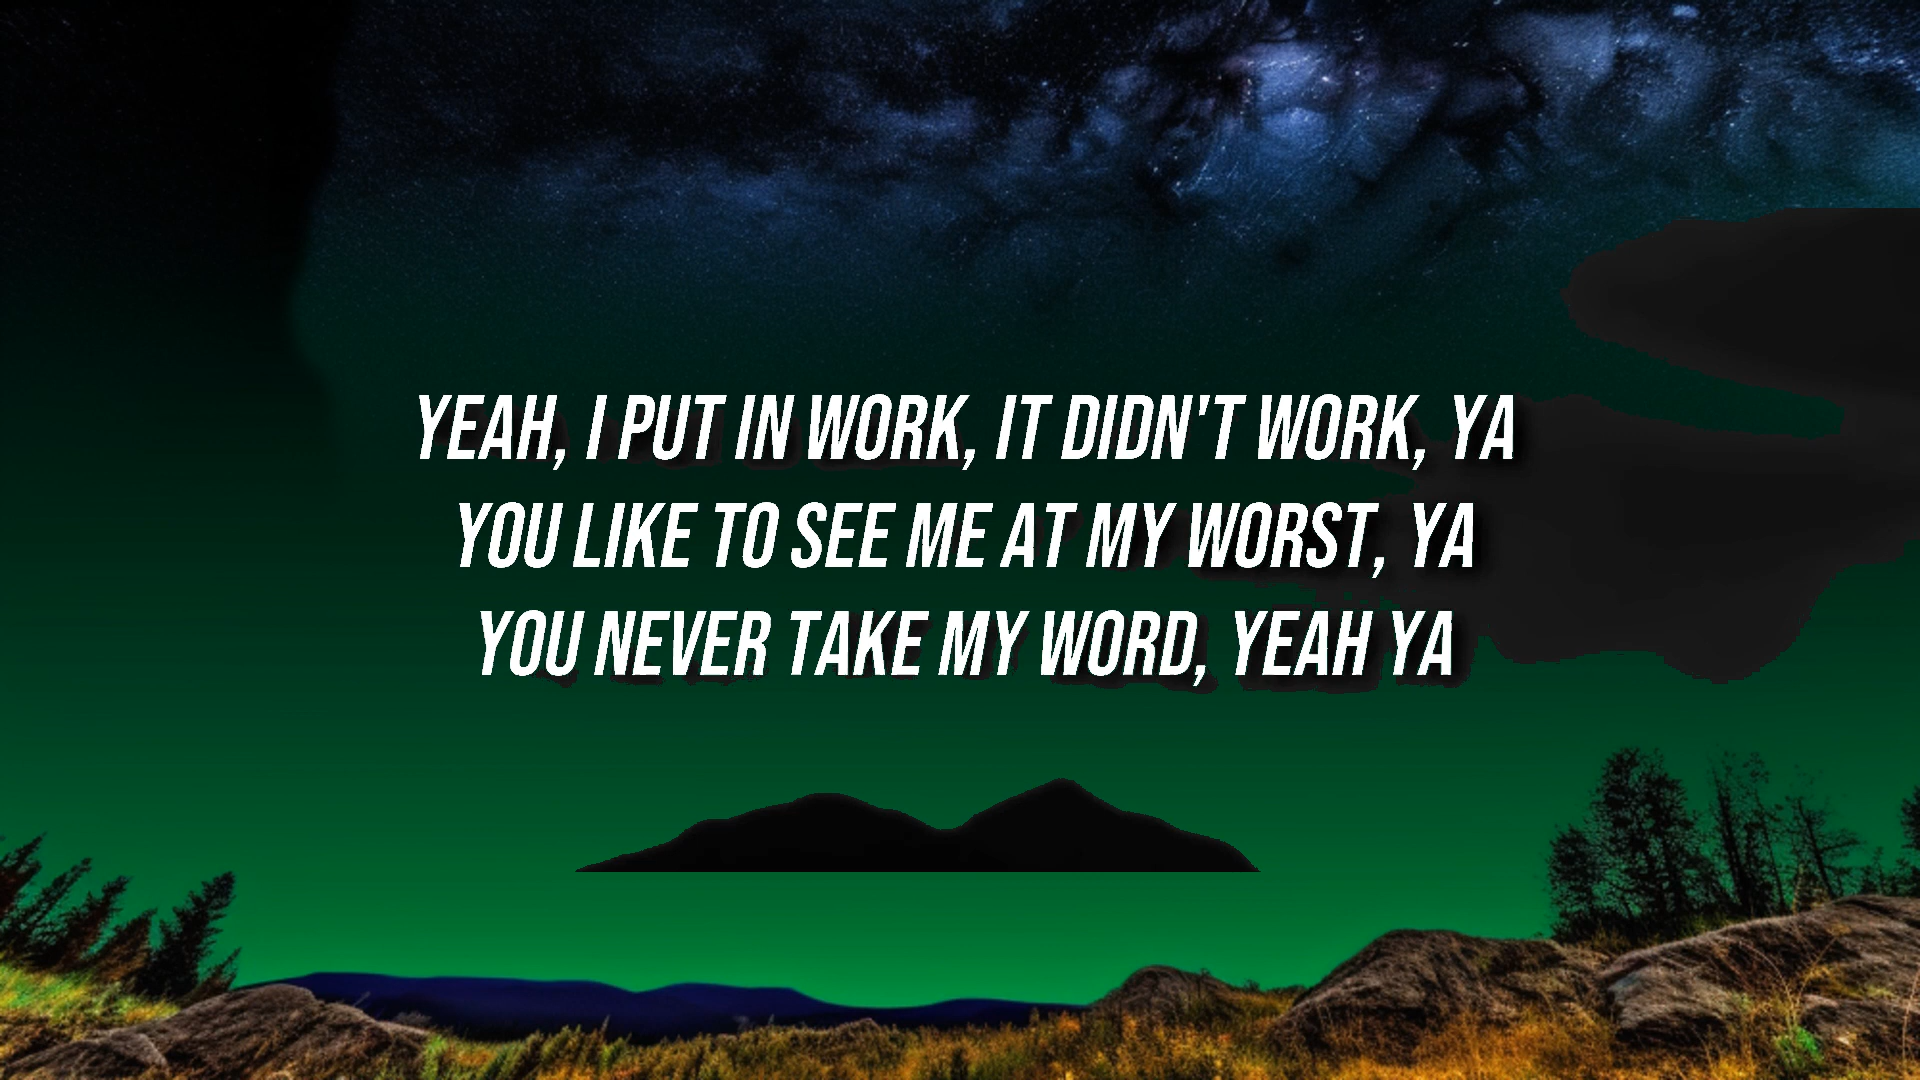 YEAH, I PUT IN WORK, IT DIDN'T WORK, YA
YOU LIKE TO SEE ME AT MY WORST, YA
YOU NEVER TAKE MY WORD, YEAH YA